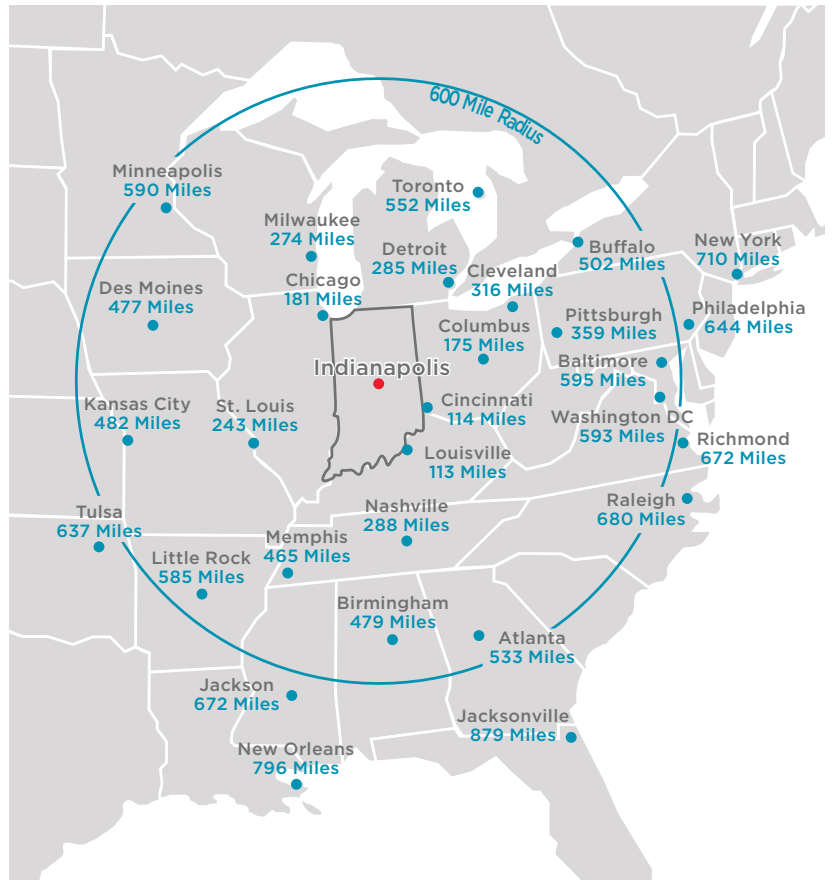 600 Mile Radius
Minneapolis
590 Miles
Toronto
552 Miles
Milwaukee
274 Miles
Detroit
285 Miles
Buffalo
502 Miles
New York
710 Miles
Cleveland
316 Miles
Chicago
181 Miles
Des Moines
477 Miles
Columbus
175 Miles
Pittsburgh
359 Miles
Philadelphia
644 Miles
Indianapolis
Baltimore
595 Miles
Kansas City
482 Miles
St. Louis
243 Miles
Cincinnati
114 Miles
Washington DC
593 Miles
Richmond
672 Miles
Louisville
113 Miles
Tulsa
637 Miles
Nashville
288 Miles
Raleigh
680 Miles
Memphis
465 Miles
Little Rock
585 Miles
Birmingham
479 Miles
Atlanta
533 Miles
Jackson
672 Miles
Jacksonville
879 Miles
New Orleans
796 Miles